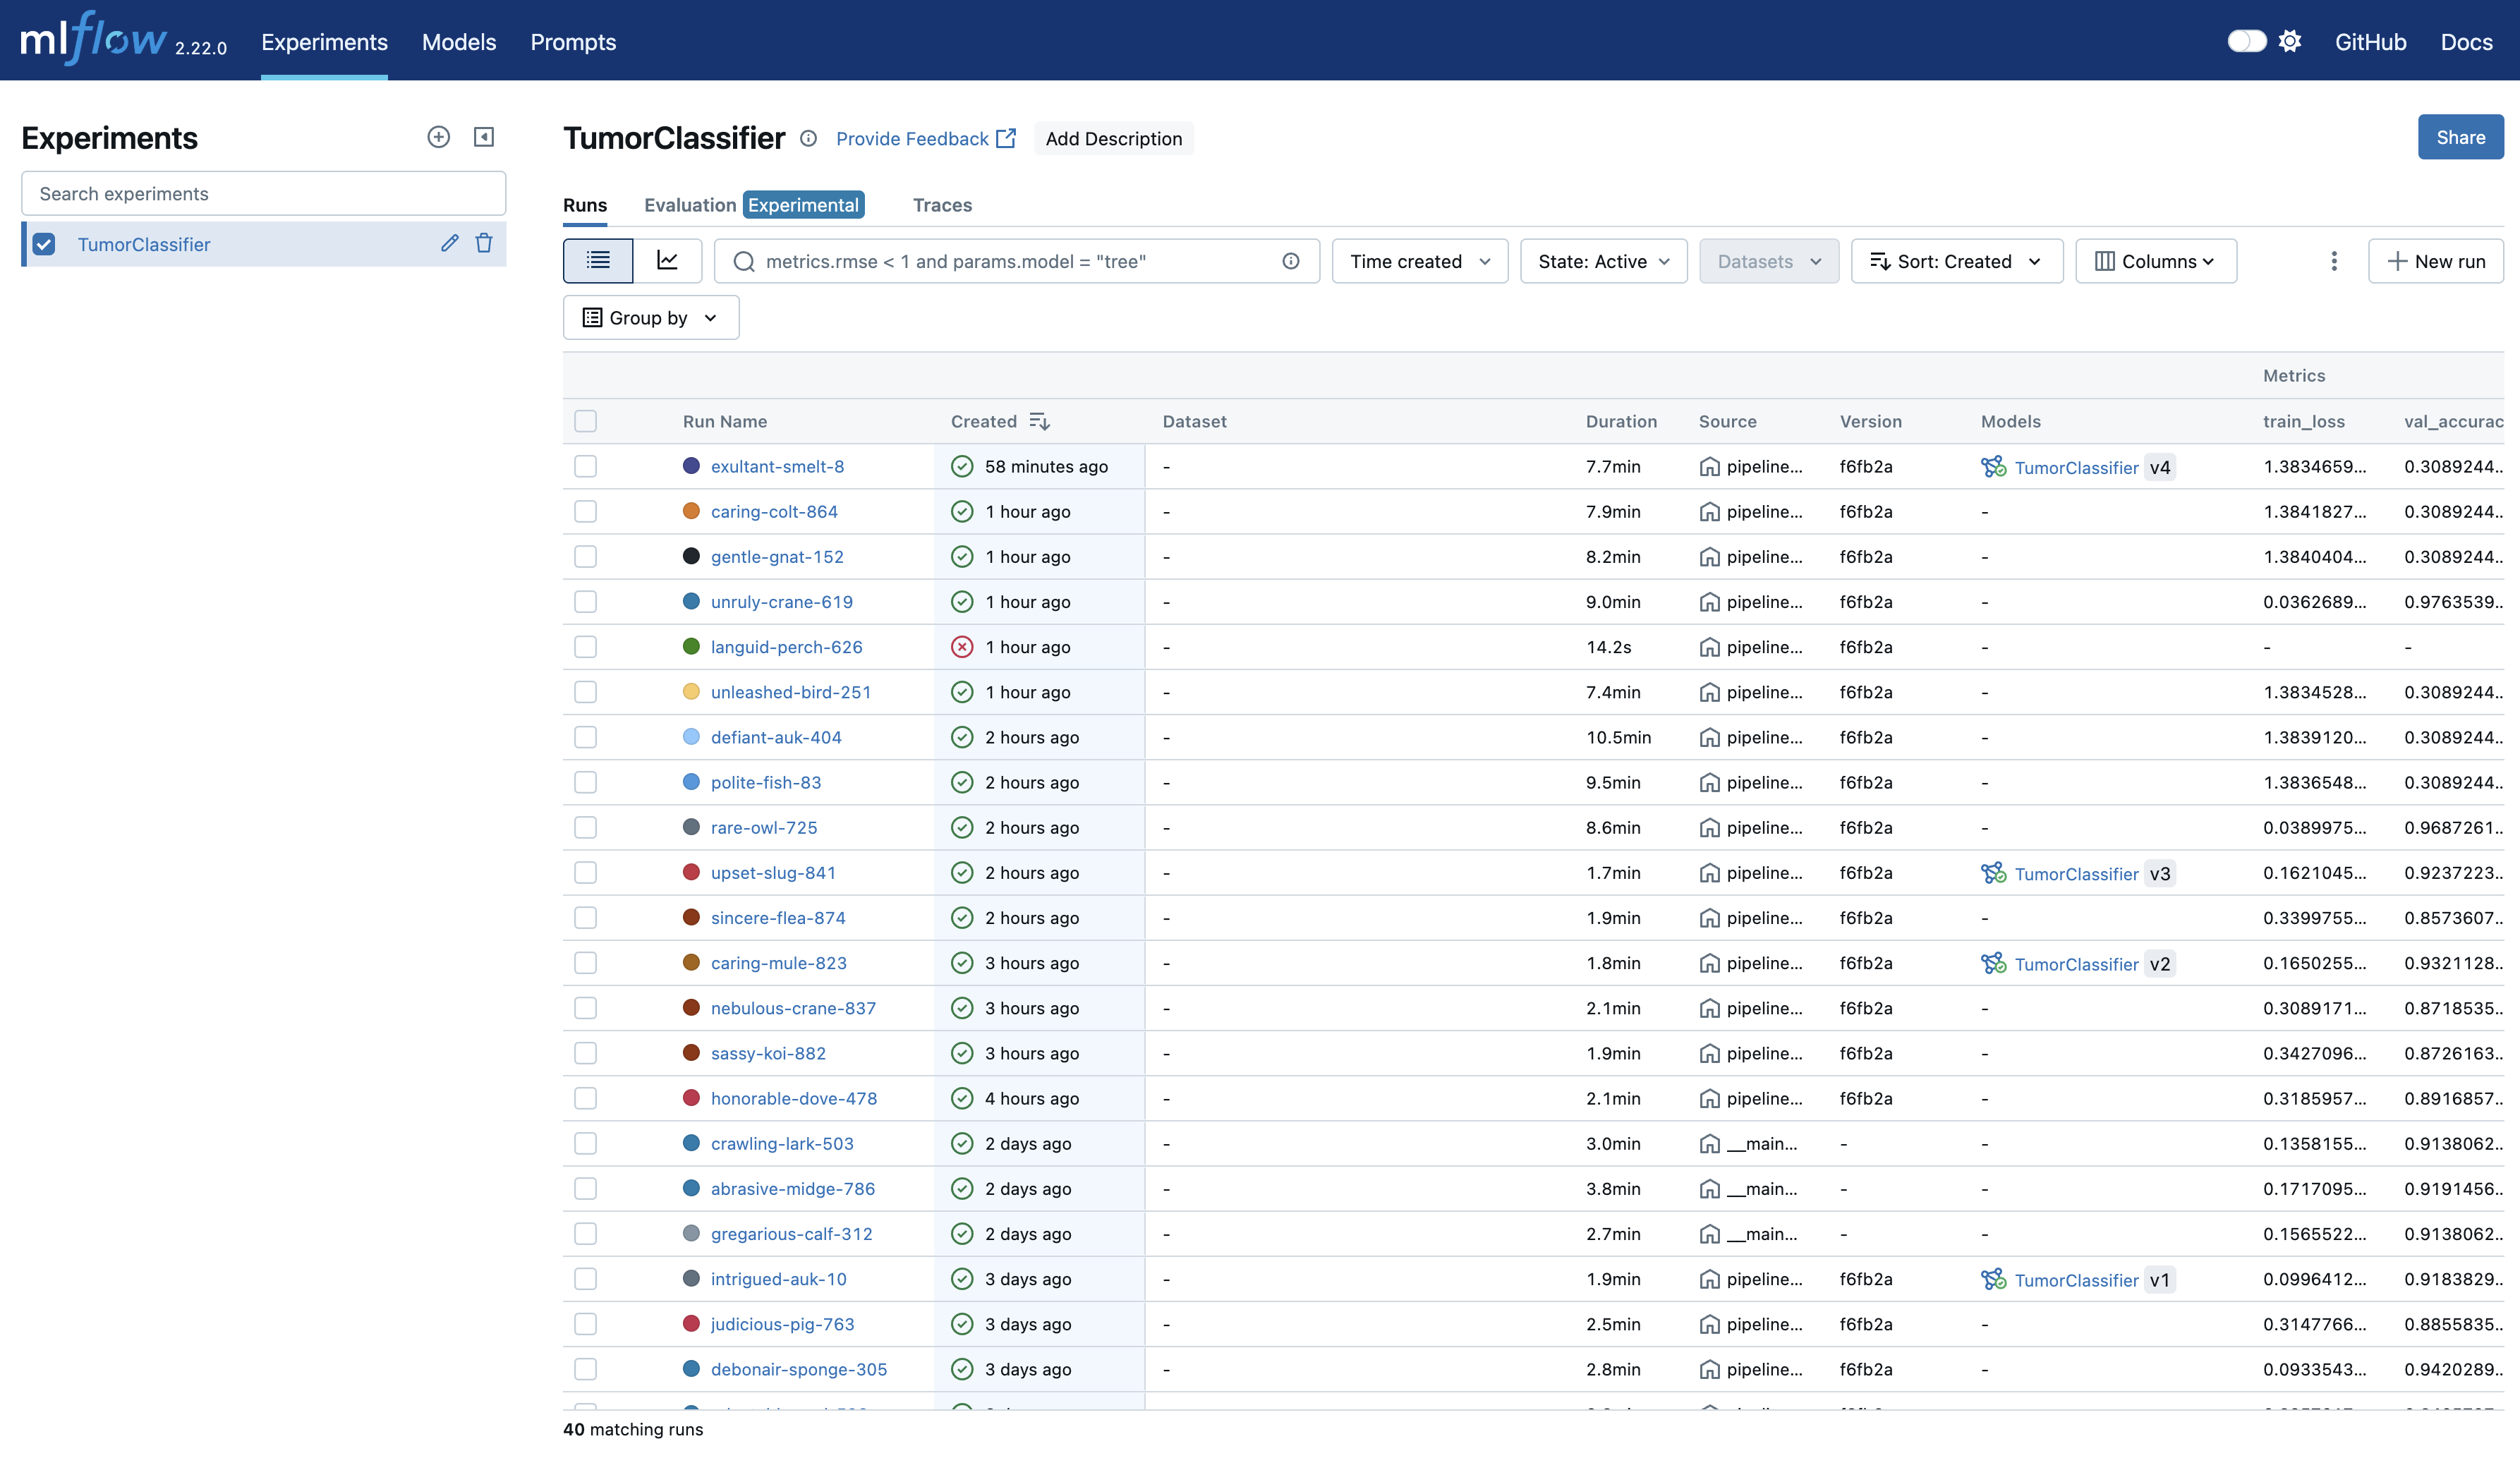 mlflow 2.22.0 Experiments Models Prompts GitHub Docs
Experiments
Search experiments
TumorClassifier
TumorClassifier Provide Feedback Add Description Share
Runs Evaluation Experimental Traces
metrics.rmse < 1 and params.model = "tree" Time created State: Active Datasets Sort: Created Columns New run
Group by
Metrics
Run Name Created Dataset Duration Source Version Models train_loss val_accurac
exultant-smelt-8 58 minutes ago - 7.7min pipeline... f6fb2a TumorClassifier v4 1.3834659... 0.3089244...
caring-colt-864 1 hour ago - 7.9min pipeline... f6fb2a - 1.3841827... 0.3089244...
gentle-gnat-152 1 hour ago - 8.2min pipeline... f6fb2a - 1.3840404... 0.3089244...
unruly-crane-619 1 hour ago - 9.0min pipeline... f6fb2a - 0.0362689... 0.9763539...
languid-perch-626 1 hour ago - 14.2s pipeline... f6fb2a - - -
unleashed-bird-251 1 hour ago - 7.4min pipeline... f6fb2a - 1.3834528... 0.3089244...
defiant-auk-404 2 hours ago - 10.5min pipeline... f6fb2a - 1.3839120... 0.3089244...
polite-fish-83 2 hours ago - 9.5min pipeline... f6fb2a - 1.3836548... 0.3089244...
rare-owl-725 2 hours ago - 8.6min pipeline... f6fb2a - 0.0389975... 0.9687261...
upset-slug-841 2 hours ago - 1.7min pipeline... f6fb2a TumorClassifier v3 0.1621045... 0.9237223...
sincere-flea-874 2 hours ago - 1.9min pipeline... f6fb2a - 0.3399755... 0.8573607...
caring-mule-823 3 hours ago - 1.8min pipeline... f6fb2a TumorClassifier v2 0.1650255... 0.9321128...
nebulous-crane-837 3 hours ago - 2.1min pipeline... f6fb2a - 0.3089171... 0.8718535...
sassy-koi-882 3 hours ago - 1.9min pipeline... f6fb2a - 0.3427096... 0.8726163...
honorable-dove-478 4 hours ago - 2.1min pipeline... f6fb2a - 0.3185957... 0.8916857...
crawling-lark-503 2 days ago - 3.0min __main... - - 0.1358155... 0.9138062...
abrasive-midge-786 2 days ago - 3.8min __main... - - 0.1717095... 0.9191456...
gregarious-calf-312 2 days ago - 2.7min __main... - - 0.1565522... 0.9138062...
intrigued-auk-10 3 days ago - 1.9min pipeline... f6fb2a TumorClassifier v1 0.0996412... 0.9183829...
judicious-pig-763 3 days ago - 2.5min pipeline... f6fb2a - 0.3147766... 0.8855835...
debonair-sponge-305 3 days ago - 2.8min pipeline... f6fb2a - 0.0933543... 0.9420289...
40 matching runs